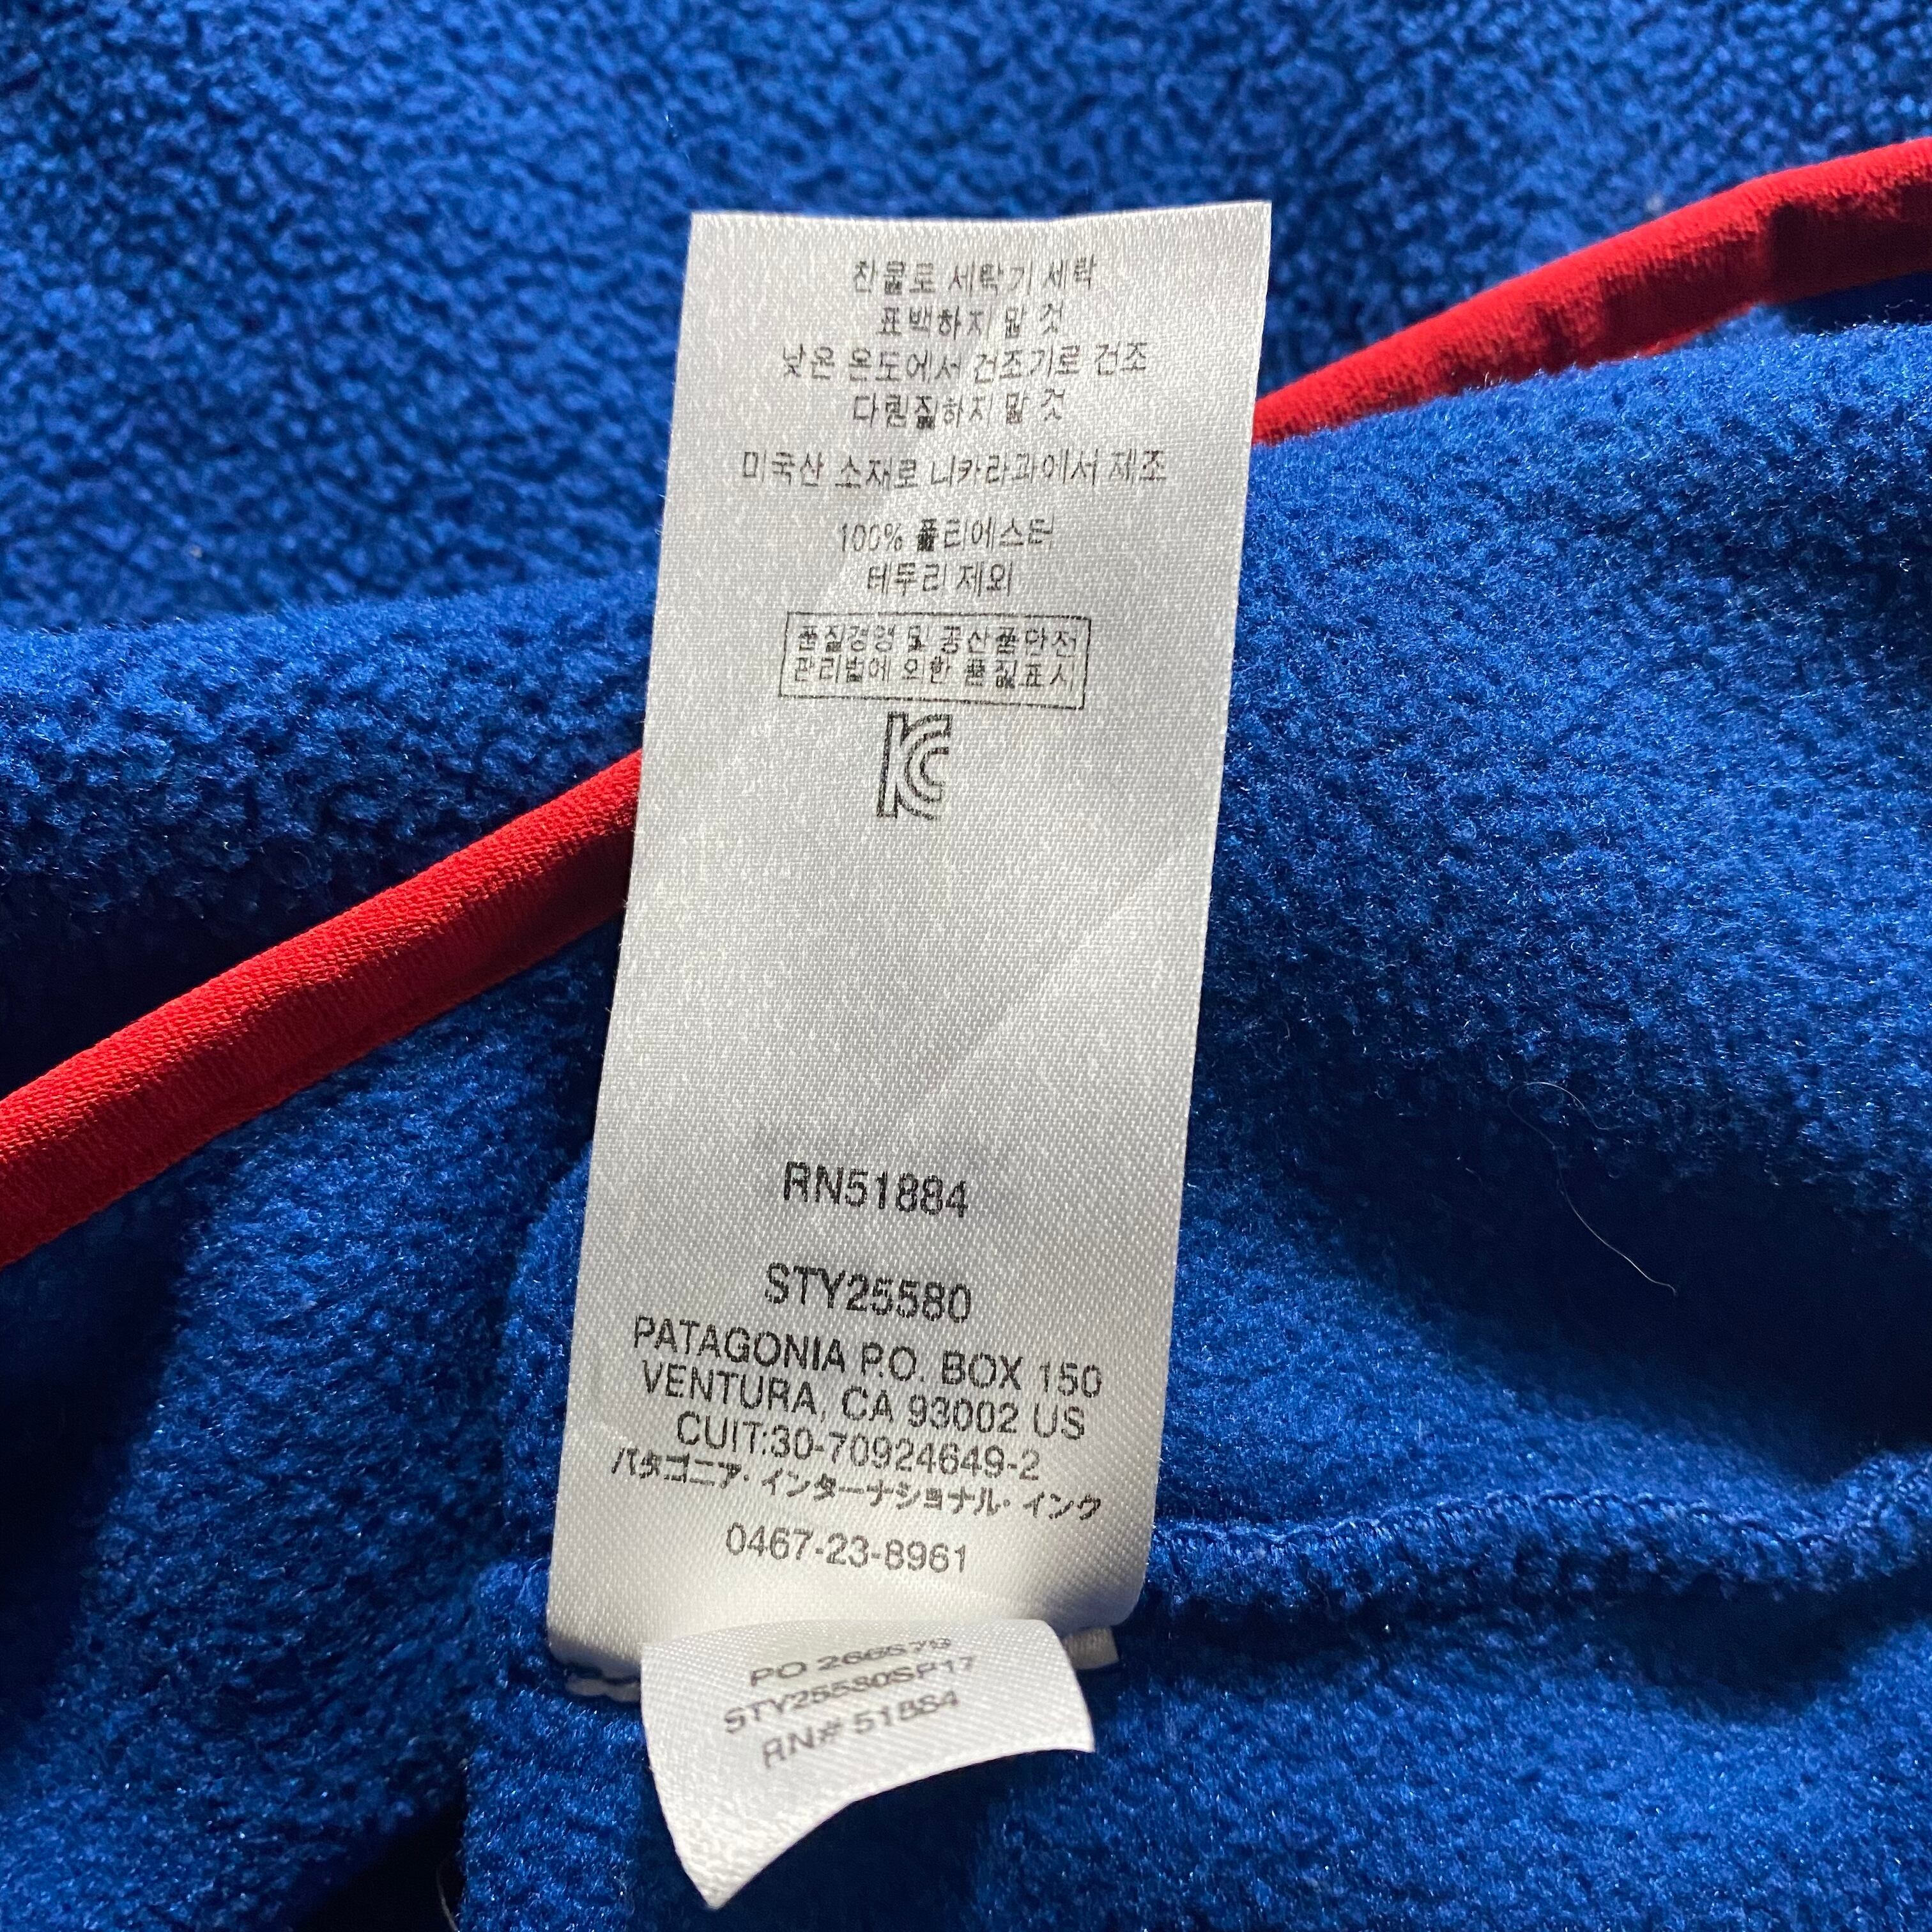 찬물로 세탁기 세탁
표백하지 말 것
낮은 온도에서 건조기로 건조
다림질하지 말 것
미국산 소재로 니카라과에서 제조
100% 폴리에스터
테두리 제외
품질경영 및 공산품안전
관리법에 의한 품질표시
KC
RN51884
STY25580
PATAGONIA P.O. BOX 150
VENTURA, CA 93002 US
CUIT:30-70924649-2
パタゴニア・インターナショナル・インク
0467-23-8961
PO 266679
STY25580SP17
RN# 51884